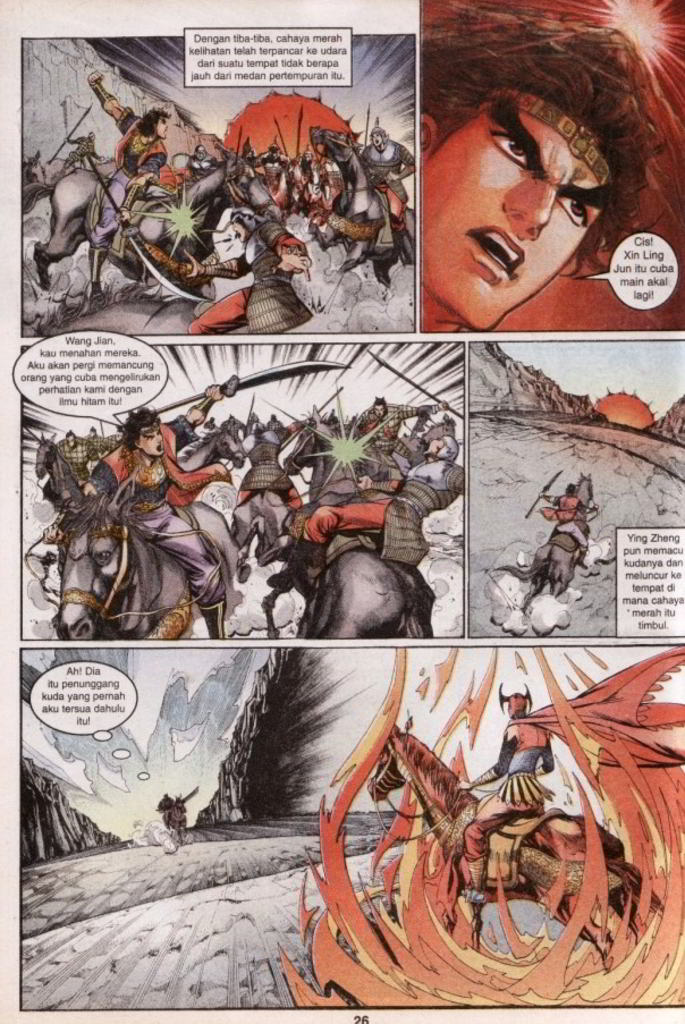 Dengan tiba-tiba, cahaya merah
kelihatan telah terpancar ke udara
dari suatu tempat tidak berapa
jauh dari medan pertempuran itu.
Cis!
Xin Ling
Jun itu cuba
main akal
lagi!
Wang Jian,
kau menahan mereka.
Aku akan pergi memancung
orang yang cuba mengelirukan
perhatian kami dengan
ilmu hitam itu!
Ying Zheng
pun memacu
kudanya dan
meluncur ke
tempat di
mana cahaya
merah itu
timbul.
Ah! Dia
itu penunggang
kuda yang pernah
aku tersua dahulu
itu!
26